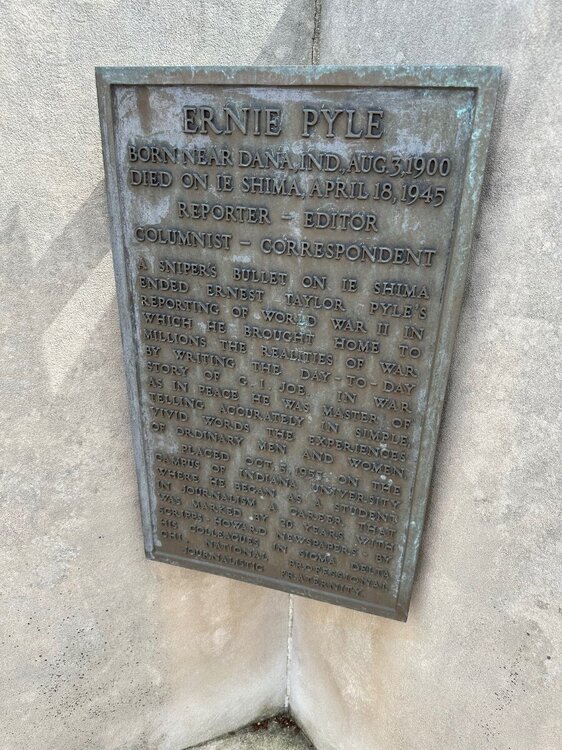 ERNIE PYLE
BORN NEAR DANA, IND., AUG. 3, 1900
DIED ON IE SHIMA, APRIL 18, 1945
REPORTER – EDITOR
COLUMNIST – CORRESPONDENT
A SNIPER'S BULLET ON IE SHIMA
ENDED ERNEST TAYLOR PYLE'S
REPORTING OF WORLD WAR II IN
WHICH HE BROUGHT HOME TO
MILLIONS THE REALITIES OF WAR
BY WRITING THE DAY-TO-DAY
STORY OF G.I. JOE. IN WAR
AS IN PEACE HE WAS MASTER OF
TELLING ACCURATELY IN SIMPLE,
VIVID WORDS THE EXPERIENCES
OF ORDINARY MEN AND WOMEN
PLACED OCT. 5, 1955, ON THE
CAMPUS OF INDIANA UNIVERSITY
WHERE HE BEGAN AS A STUDENT
IN JOURNALISM A CAREER THAT
WAS MARKED BY 20 YEARS WITH
SCRIPPS-HOWARD NEWSPAPERS - BY
HIS COLLEAGUES IN SIGMA DELTA
CHI, NATIONAL PROFESSIONAL
JOURNALISTIC FRATERNITY.